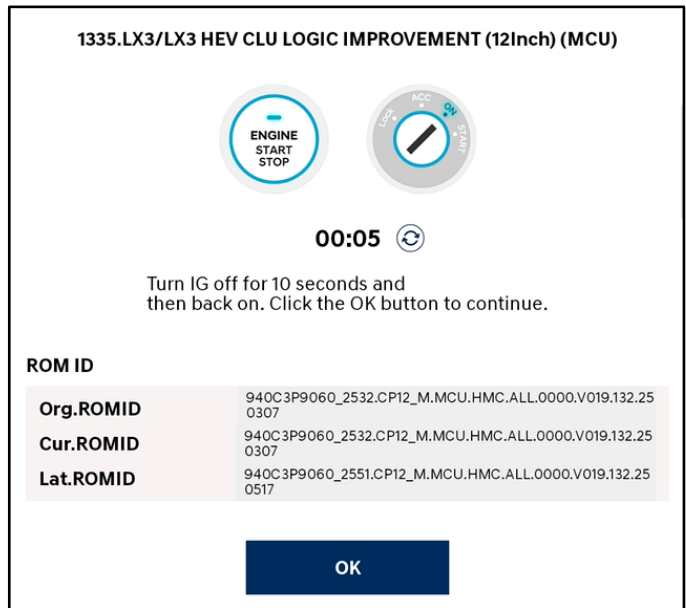 1335.LX3/LX3 HEV CLU LOGIC IMPROVEMENT (12Inch) (MCU)
ENGINE
START
STOP
Lock
ACC
ON
START
00:05
Turn IG off for 10 seconds and
then back on. Click the OK button to continue.
ROM ID
Org.ROMID
940C3P9060_2532.CP12_M.MCU.HMC.ALL.0000.V019.132.25
0307
Cur.ROMID
940C3P9060_2532.CP12_M.MCU.HMC.ALL.0000.V019.132.25
0307
Lat.ROMID
940C3P9060_2551.CP12_M.MCU.HMC.ALL.0000.V019.132.25
0517
OK